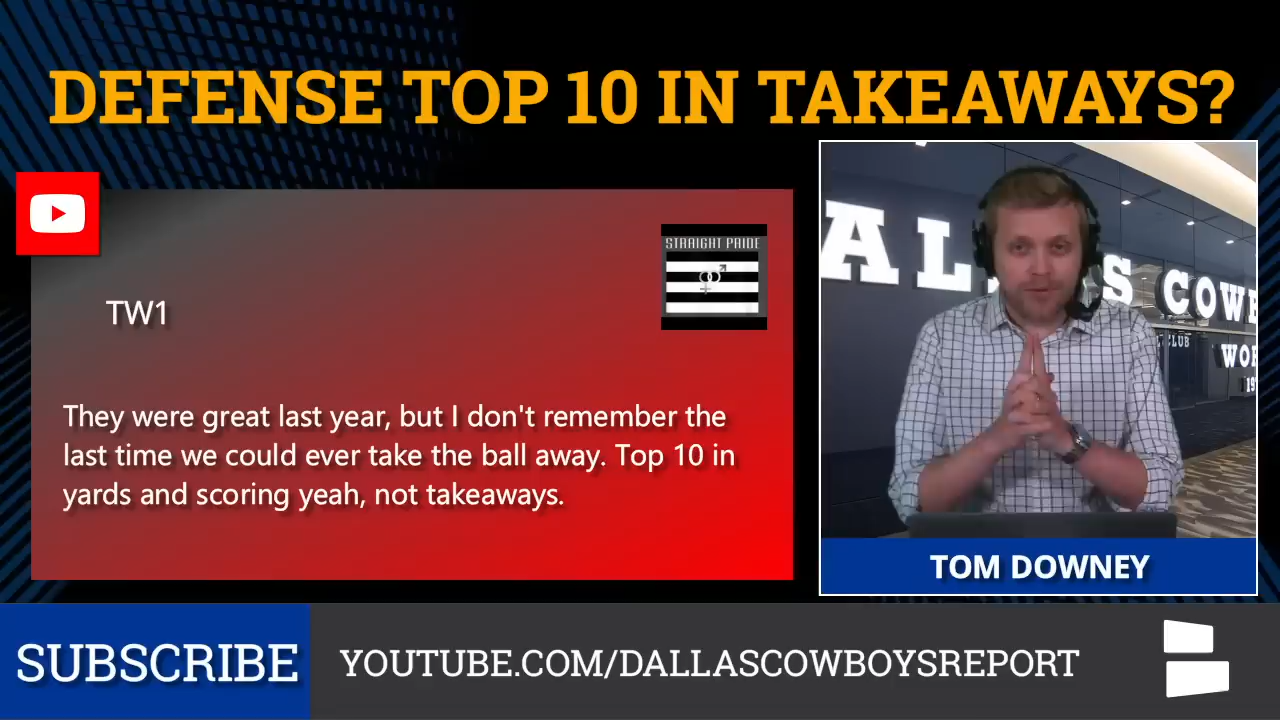 DEFENSE TOP 10 IN TAKEAWAYS?
STRAIGHT PRIDE
TW1
They were great last year, but I don't remember the
last time we could ever take the ball away. Top 10 in
yards and scoring yeah, not takeaways.
CLUB
TOM DOWNEY
SUBSCRIBE
YOUTUBE.COM/DALLASCOWBOYSREPORT